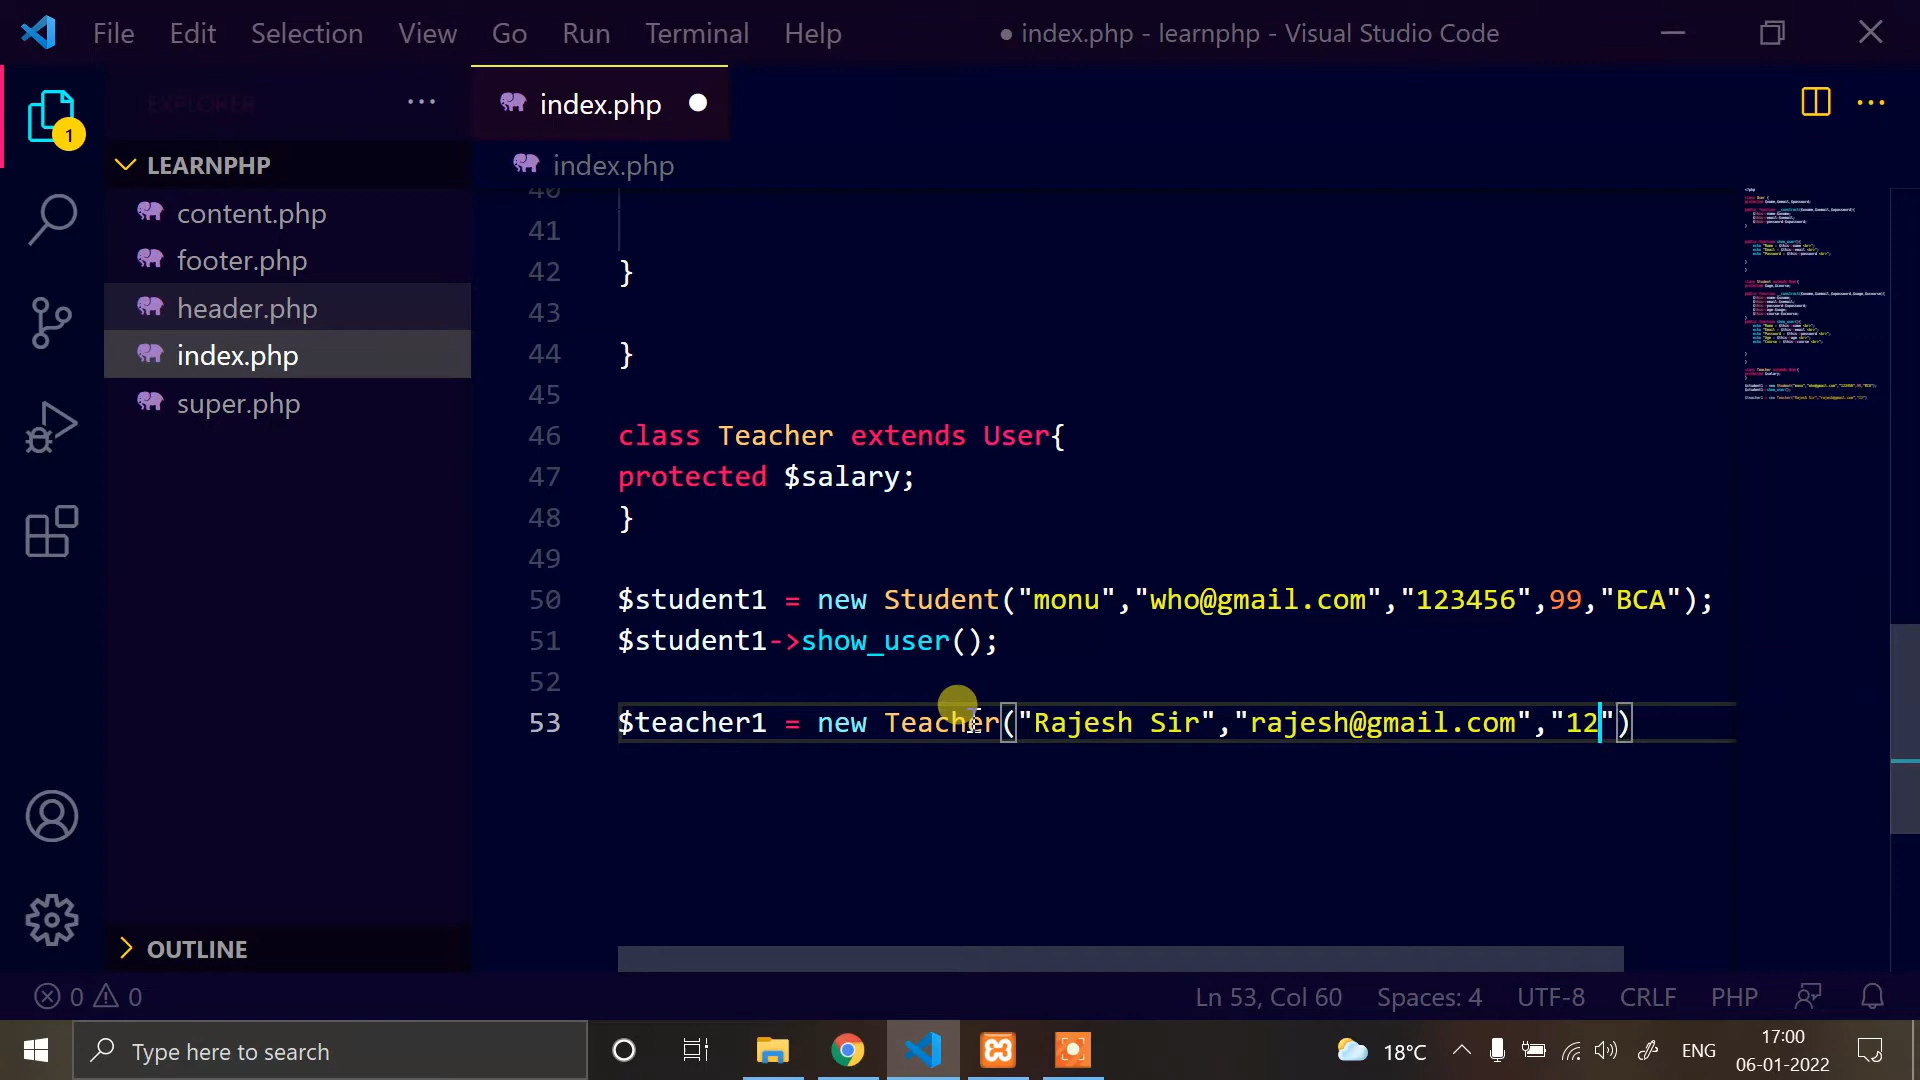 File Edit Selection View Go Run Terminal Help
● index.php - learnphp - Visual Studio Code
EXPLORER
index.php
1
LEARNPHP
index.php
content.php
footer.php
header.php
index.php
super.php
OUTLINE
40
41
42 }
43
44 }
45
46 class Teacher extends User{
47 protected $salary;
48 }
49
50 $student1 = new Student("monu","who@gmail.com","123456",99,"BCA");
51 $student1->show_user();
52
53 $teacher1 = new Teacher("Rajesh Sir","rajesh@gmail.com","12")
0 0
Ln 53, Col 60 Spaces: 4 UTF-8 CRLF PHP
Type here to search
18°C
ENG
17:00
06-01-2022